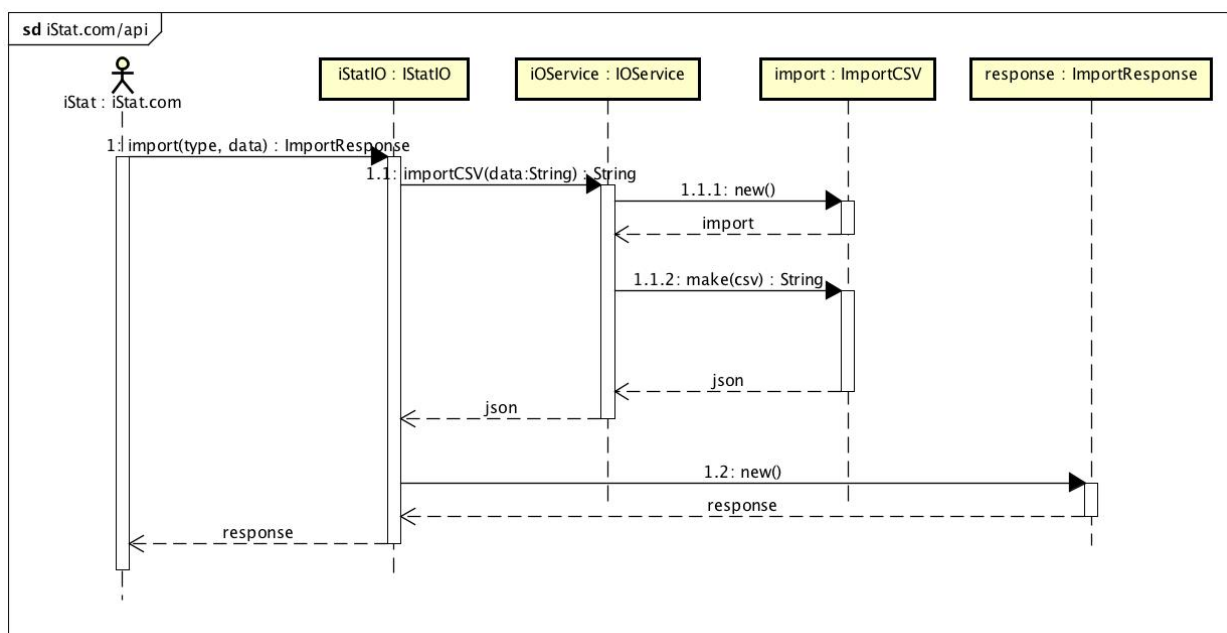 sd iStat.com/api
iStat : iStat.com
iStatIO : IStatIO
iOService : IOService
import : ImportCSV
response : ImportResponse
1: import(type, data) : ImportResponse
1.1: importCSV(data:String) : String
1.1.1: new()
import
1.1.2: make(csv) : String
json
json
1.2: new()
response
response